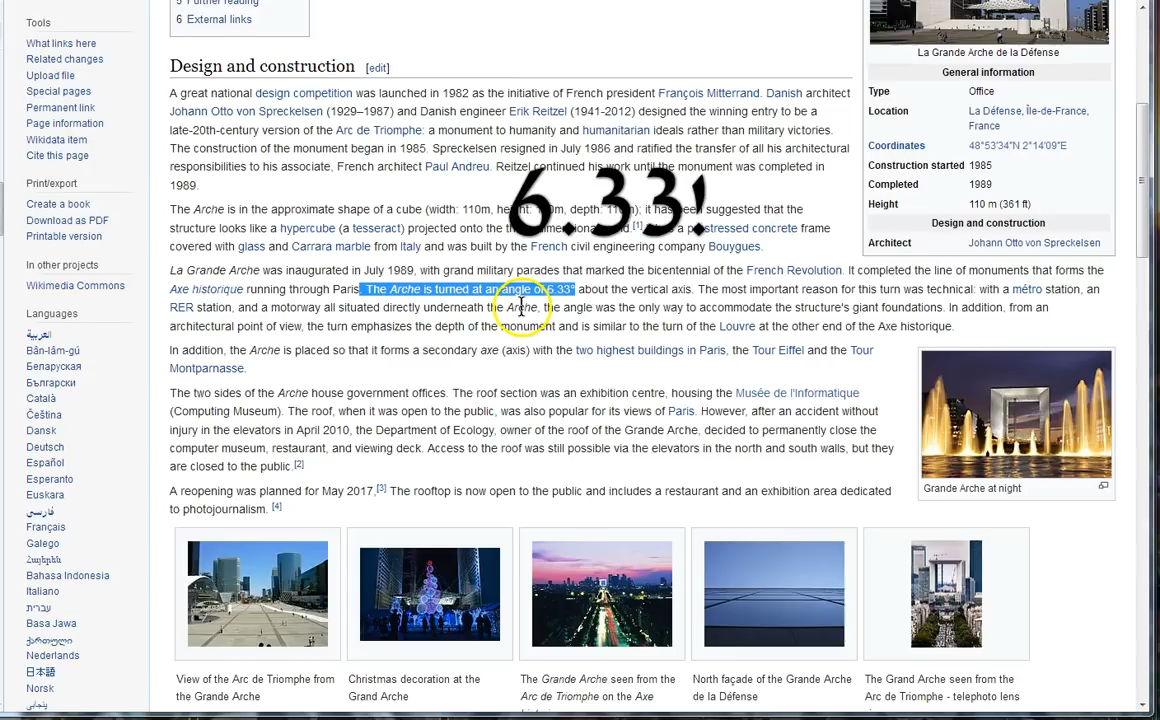 Tools
What links here
Related changes
Upload file
Special pages
Permanent link
Page information
Wikidata item
Cite this page
Print/export
Create a book
Download as PDF
Printable version
In other projects
Wikimedia Commons
Languages
العربية
Bân-lâm-gú
Беларуская
Български
Català
Čeština
Dansk
Deutsch
Español
Esperanto
Euskara
فارسی
Français
Galego
Հայերեն
Bahasa Indonesia
Italiano
עברית
Basa Jawa
ქართული
Nederlands
日本語
Norsk
پنجابی
5 Further reading
6 External links
Design and construction [edit]
A great national design competition was launched in 1982 as the initiative of French president François Mitterrand. Danish architect
Johann Otto von Spreckelsen (1929–1987) and Danish engineer Erik Reitzel (1941-2012) designed the winning entry to be a
late-20th-century version of the Arc de Triomphe: a monument to humanity and humanitarian ideals rather than military victories.
The construction of the monument began in 1985. Spreckelsen resigned in July 1986 and ratified the transfer of all his architectural
responsibilities to his associate, French architect Paul Andreu. Reitzel continued his work until the monument was completed in
1989.
6.33!
The Arche is in the approximate shape of a cube (width: 110m, height: 110m, depth: 110m); it has been suggested that the
structure looks like a hypercube (a tesseract) projected onto the three-dimensional world.[1] It has a prestressed concrete frame
covered with glass and Carrara marble from Italy and was built by the French civil engineering company Bouygues.
La Grande Arche was inaugurated in July 1989, with grand military parades that marked the bicentennial of the French Revolution. It completed the line of monuments that forms the
Axe historique running through Paris. The Arche is turned at an angle of 6.33° about the vertical axis. The most important reason for this turn was technical: with a métro station, an
RER station, and a motorway all situated directly underneath the Arche, the angle was the only way to accommodate the structure's giant foundations. In addition, from an
architectural point of view, the turn emphasizes the depth of the monument and is similar to the turn of the Louvre at the other end of the Axe historique.
In addition, the Arche is placed so that it forms a secondary axe (axis) with the two highest buildings in Paris, the Tour Eiffel and the Tour
Montparnasse.
The two sides of the Arche house government offices. The roof section was an exhibition centre, housing the Musée de l'Informatique
(Computing Museum). The roof, when it was open to the public, was also popular for its views of Paris. However, after an accident without
injury in the elevators in April 2010, the Department of Ecology, owner of the roof of the Grande Arche, decided to permanently close the
computer museum, restaurant, and viewing deck. Access to the roof was still possible via the elevators in the north and south walls, but they
are closed to the public.[2]
A reopening was planned for May 2017,[3] The rooftop is now open to the public and includes a restaurant and an exhibition area dedicated
to photojournalism. [4]
La Grande Arche de la Défense
General information
Type Office
Location La Défense, Île-de-France,
France
Coordinates 48°53′34″N 2°14′09″E
Construction started 1985
Completed 1989
Height 110 m (361 ft)
Design and construction
Architect Johann Otto von Spreckelsen
Grande Arche at night
View of the Arc de Triomphe from
the Grande Arche
Christmas decoration at the
Grand Arche
The Grande Arche seen from the
Arc de Triomphe on the Axe
North façade of the Grande Arche
de la Défense
The Grand Arche seen from the
Arc de Triomphe - telephoto lens